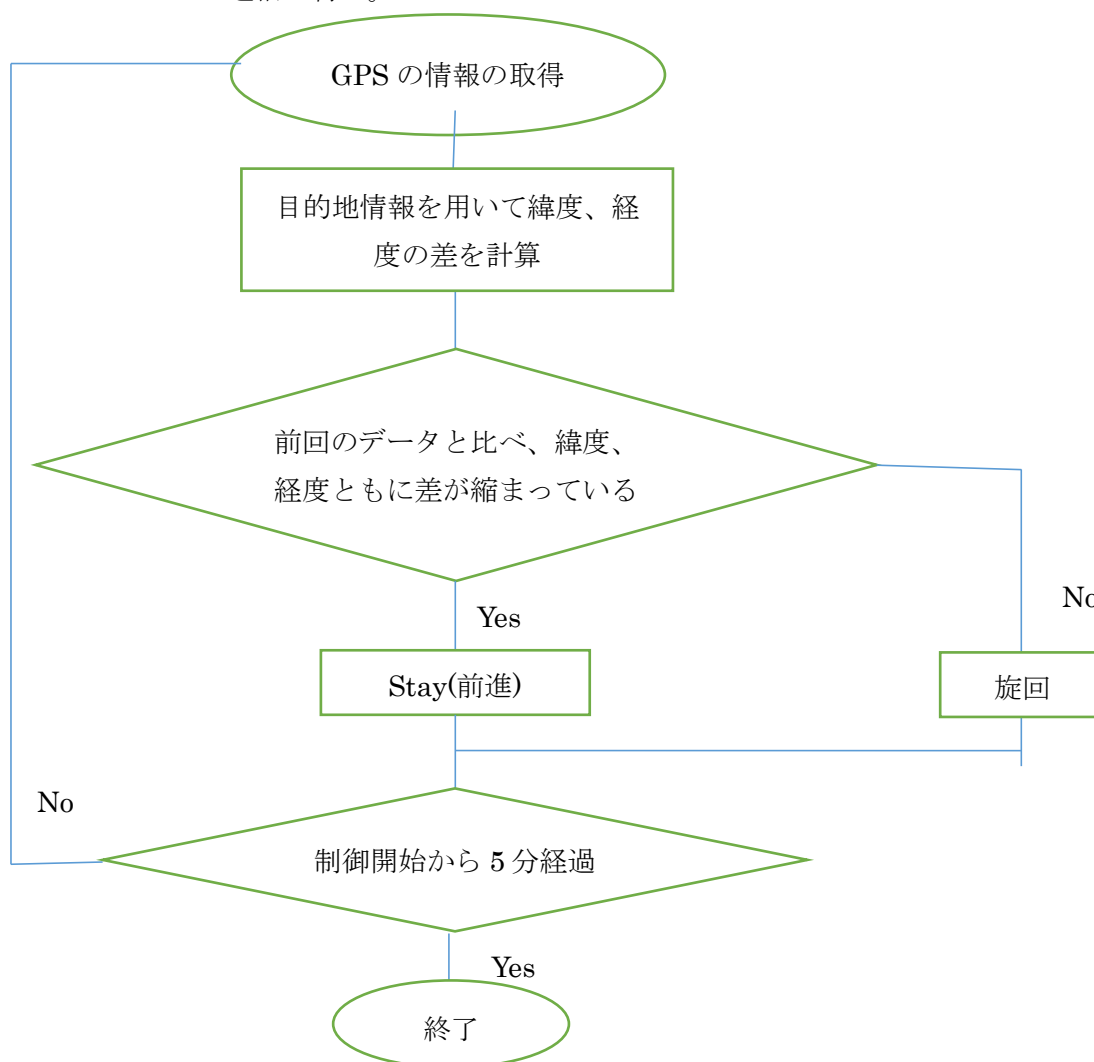 GPS の情報の取得
目的地情報を用いて緯度、経
度の差を計算
前回のデータと比べ、緯度、
経度ともに差が縮まっている
No
Yes
Stay(前進)
旋回
No
制御開始から 5 分経過
Yes
終了